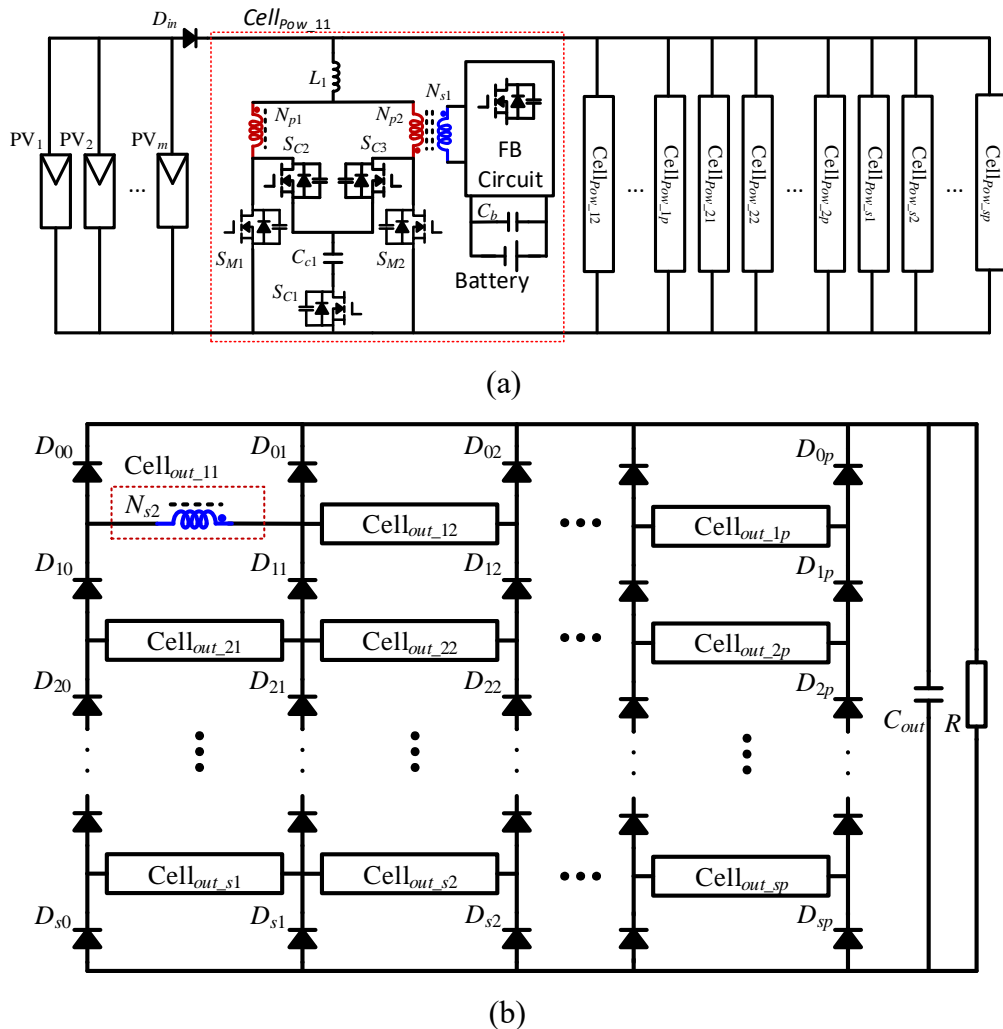 D_in Cell_Pow_11
L_1
N_p1 N_p2 N_s1
PV_1 PV_2 PV_m
S_C2 S_C3
FB
Circuit
... ... ... ...
Cell_Pow_12 Cell_Pow_1p Cell_Pow_21 Cell_Pow_22 Cell_Pow_2p Cell_Pow_s1 Cell_Pow_s2 Cell_Pow_sp
C_b
S_M1 C_c1 S_M2
Battery
S_C1
(a)
D_00 D_01 D_02 D_0p
Cell_out_11
N_s2
Cell_out_12 Cell_out_1p
D_10 D_11 D_12 D_1p
Cell_out_21 Cell_out_22 Cell_out_2p
D_20 D_21 D_22 D_2p
C_out R
Cell_out_s1 Cell_out_s2 Cell_out_sp
D_s0 D_s1 D_s2 D_sp
(b)